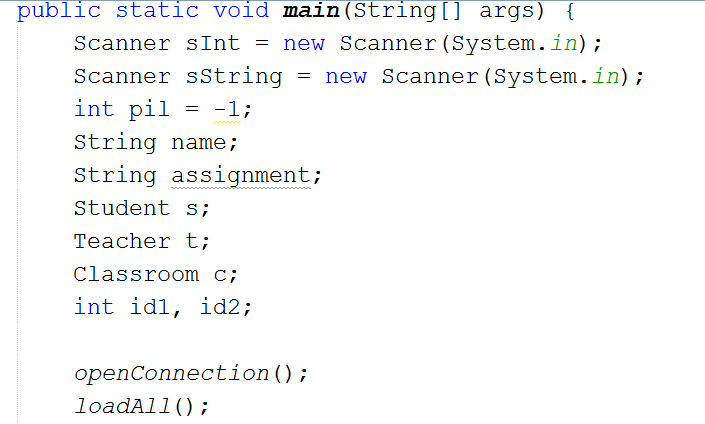 public static void main(String[] args) {
Scanner sInt = new Scanner(System.in);
Scanner sString = new Scanner(System.in);
int pil = -1;
String name;
String assignment;
Student s;
Teacher t;
Classroom c;
int id1, id2;
openConnection();
loadAll();